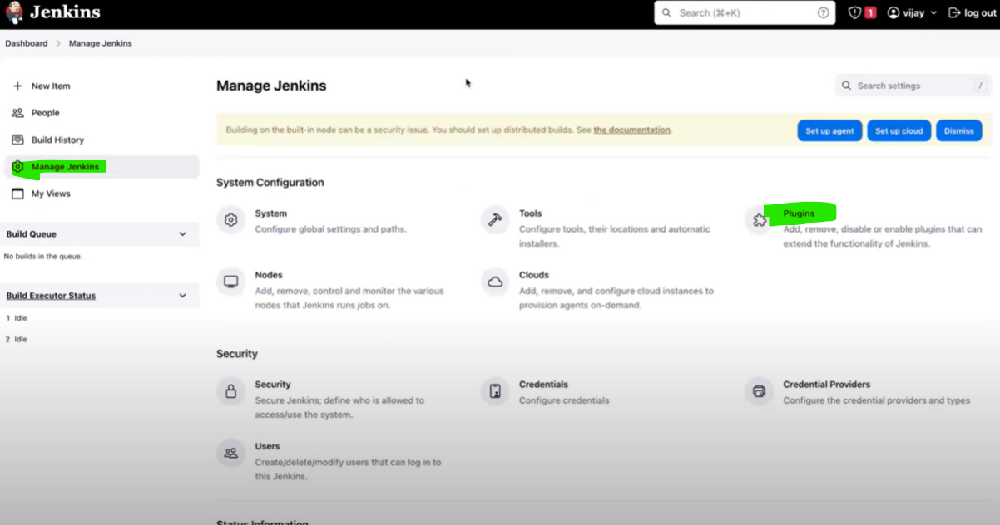 Jenkins
Search (⌘+K)
1
vijay
log out
Dashboard > Manage Jenkins
New Item
People
Build History
Manage Jenkins
My Views
Build Queue
No builds in the queue.
Build Executor Status
1 Idle
2 Idle
Manage Jenkins
Search settings
/
Building on the built-in node can be a security issue. You should set up distributed builds. See the documentation.
Set up agent
Set up cloud
Dismiss
System Configuration
System
Configure global settings and paths.
Tools
Configure tools, their locations and automatic
installers.
Plugins
Add, remove, disable or enable plugins that can
extend the functionality of Jenkins.
Nodes
Add, remove, control and monitor the various
nodes that Jenkins runs jobs on.
Clouds
Add, remove, and configure cloud instances to
provision agents on-demand.
Security
Security
Secure Jenkins; define who is allowed to
access/use the system.
Credentials
Configure credentials
Credential Providers
Configure the credential providers and types
Users
Create/delete/modify users that can log in to
this Jenkins.
Status Information